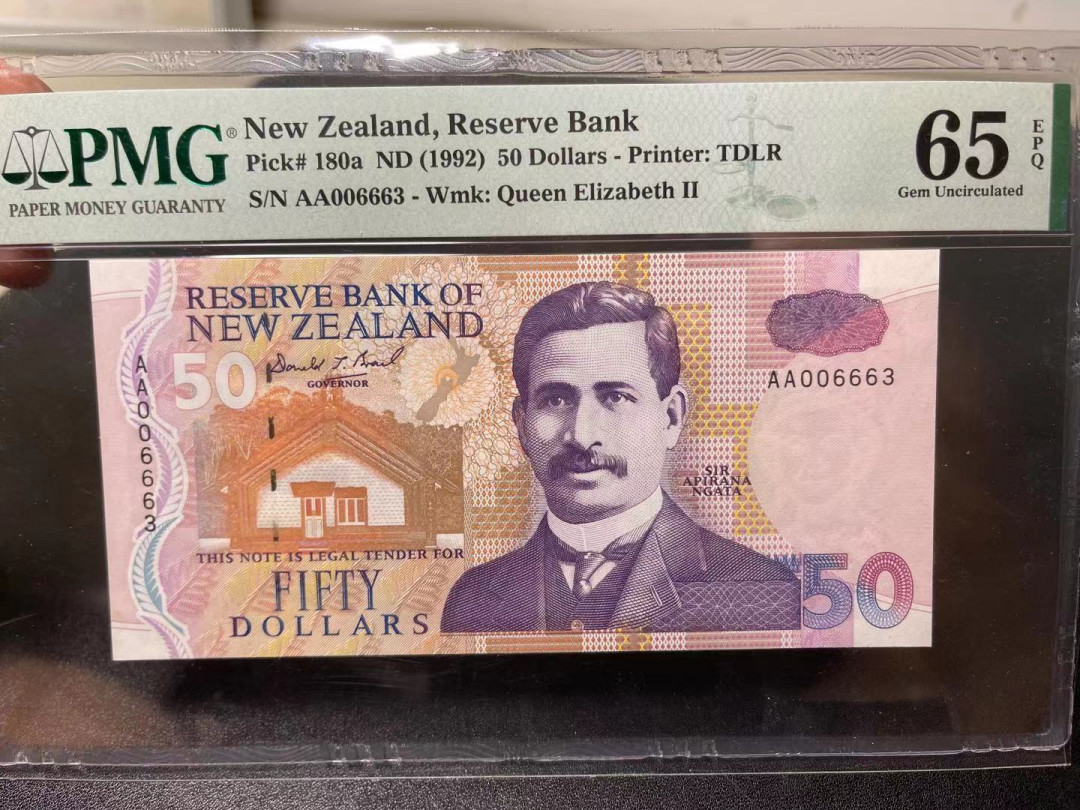 PMG®
PAPER MONEY GUARANTY
New Zealand, Reserve Bank
Pick# 180a ND (1992) 50 Dollars - Printer: TDLR
S/N AA006663 - Wmk: Queen Elizabeth II
65
EPQ
Gem Uncirculated
RESERVE BANK OF
NEW ZEALAND
50
Donald T. Brash
GOVERNOR
AA006663
AA006663
SIR
APIRANA
NGATA
THIS NOTE IS LEGAL TENDER FOR
FIFTY
DOLLARS
50